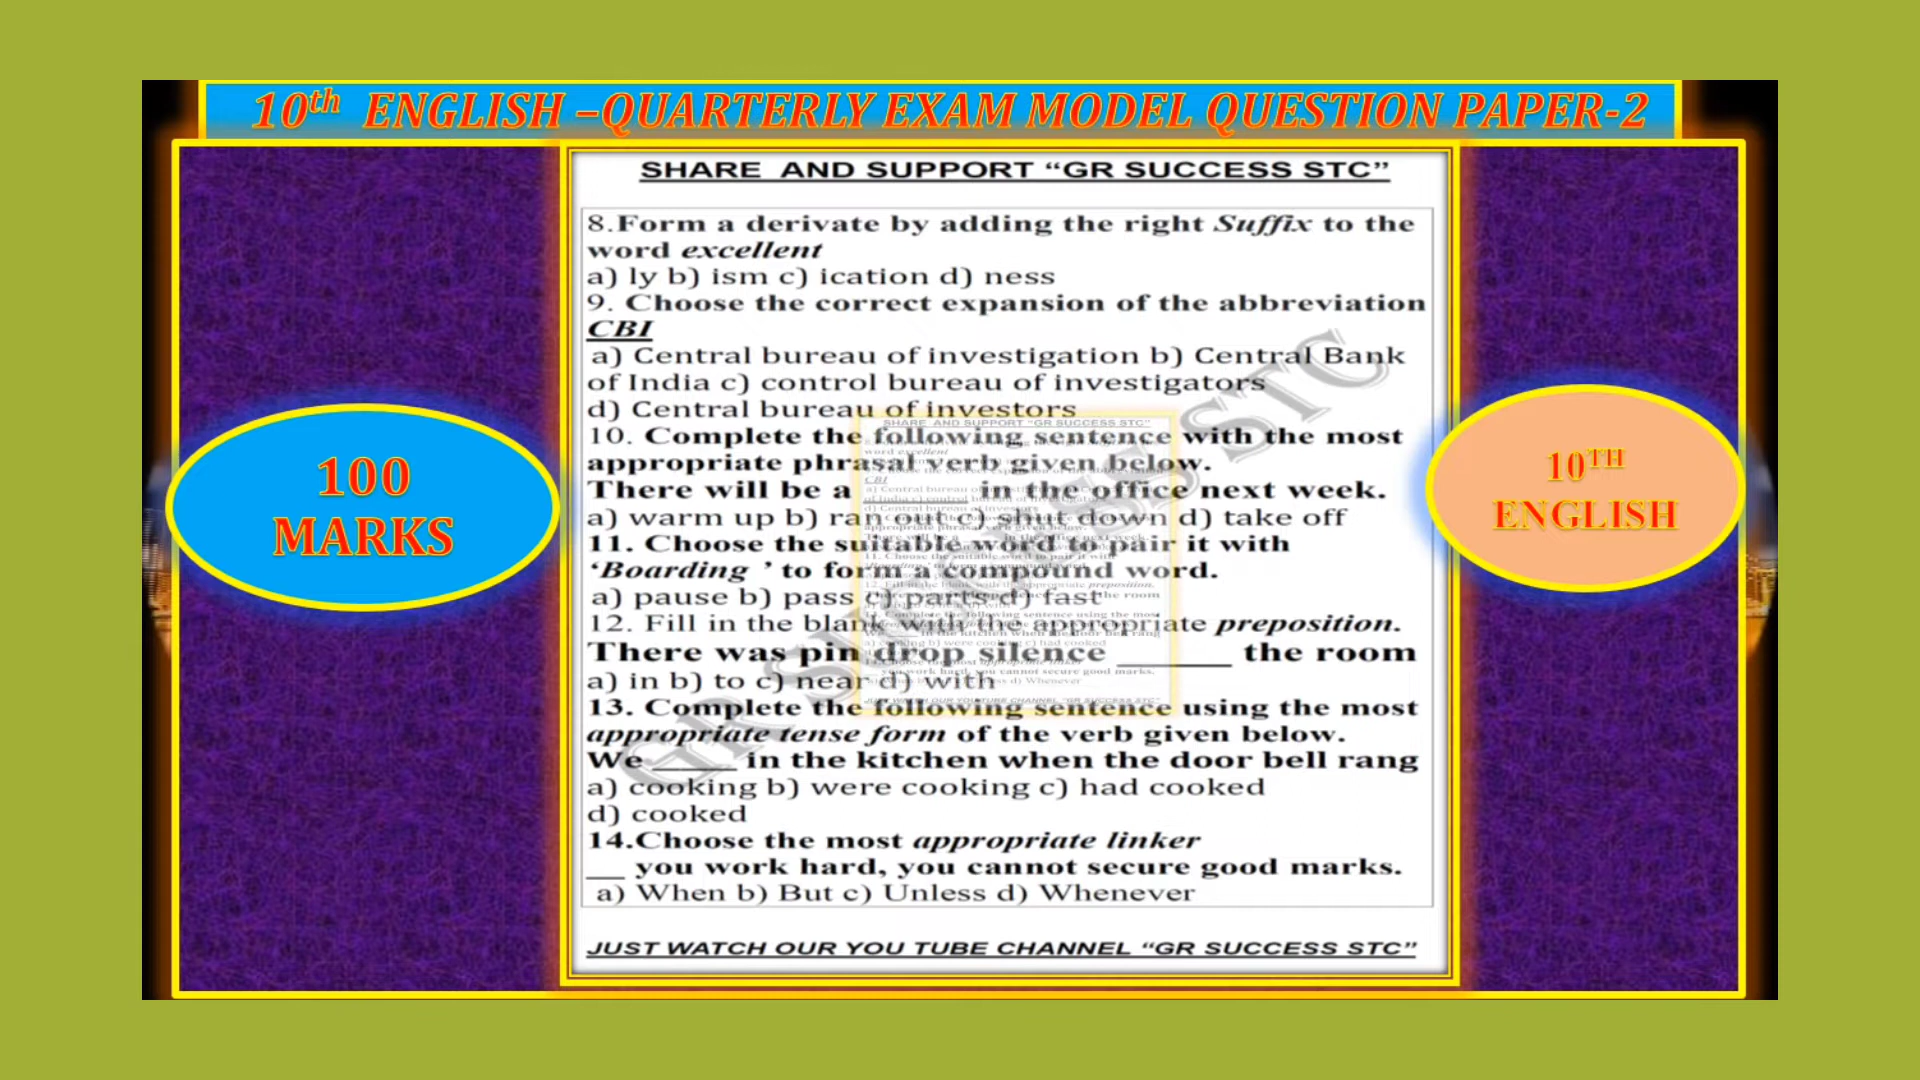 10th ENGLISH –QUARTERLY EXAM MODEL QUESTION PAPER-2
SHARE AND SUPPORT “GR SUCCESS STC”
8.Form a derivate by adding the right Suffix to the
word excellent
a) ly b) ism c) ication d) ness
9. Choose the correct expansion of the abbreviation
CBI
a) Central bureau of investigation b) Central Bank
of India c) control bureau of investigators
d) Central bureau of investors
10. Complete the following sentence with the most
appropriate phrasal verb given below.
There will be a ______ in the office next week.
a) warm up b) ran out c) shut down d) take off
11. Choose the suitable word to pair it with
‘Boarding ’ to form a compound word.
a) pause b) pass c) parts d) fast
12. Fill in the blank with the appropriate preposition.
There was pin drop silence ______ the room
a) in b) to c) near d) with
13. Complete the following sentence using the most
appropriate tense form of the verb given below.
We _____ in the kitchen when the door bell rang
a) cooking b) were cooking c) had cooked
d) cooked
14.Choose the most appropriate linker
__ you work hard, you cannot secure good marks.
a) When b) But c) Unless d) Whenever
JUST WATCH OUR YOU TUBE CHANNEL “GR SUCCESS STC”
GR SUCCESS STC
100
MARKS
10TH
ENGLISH